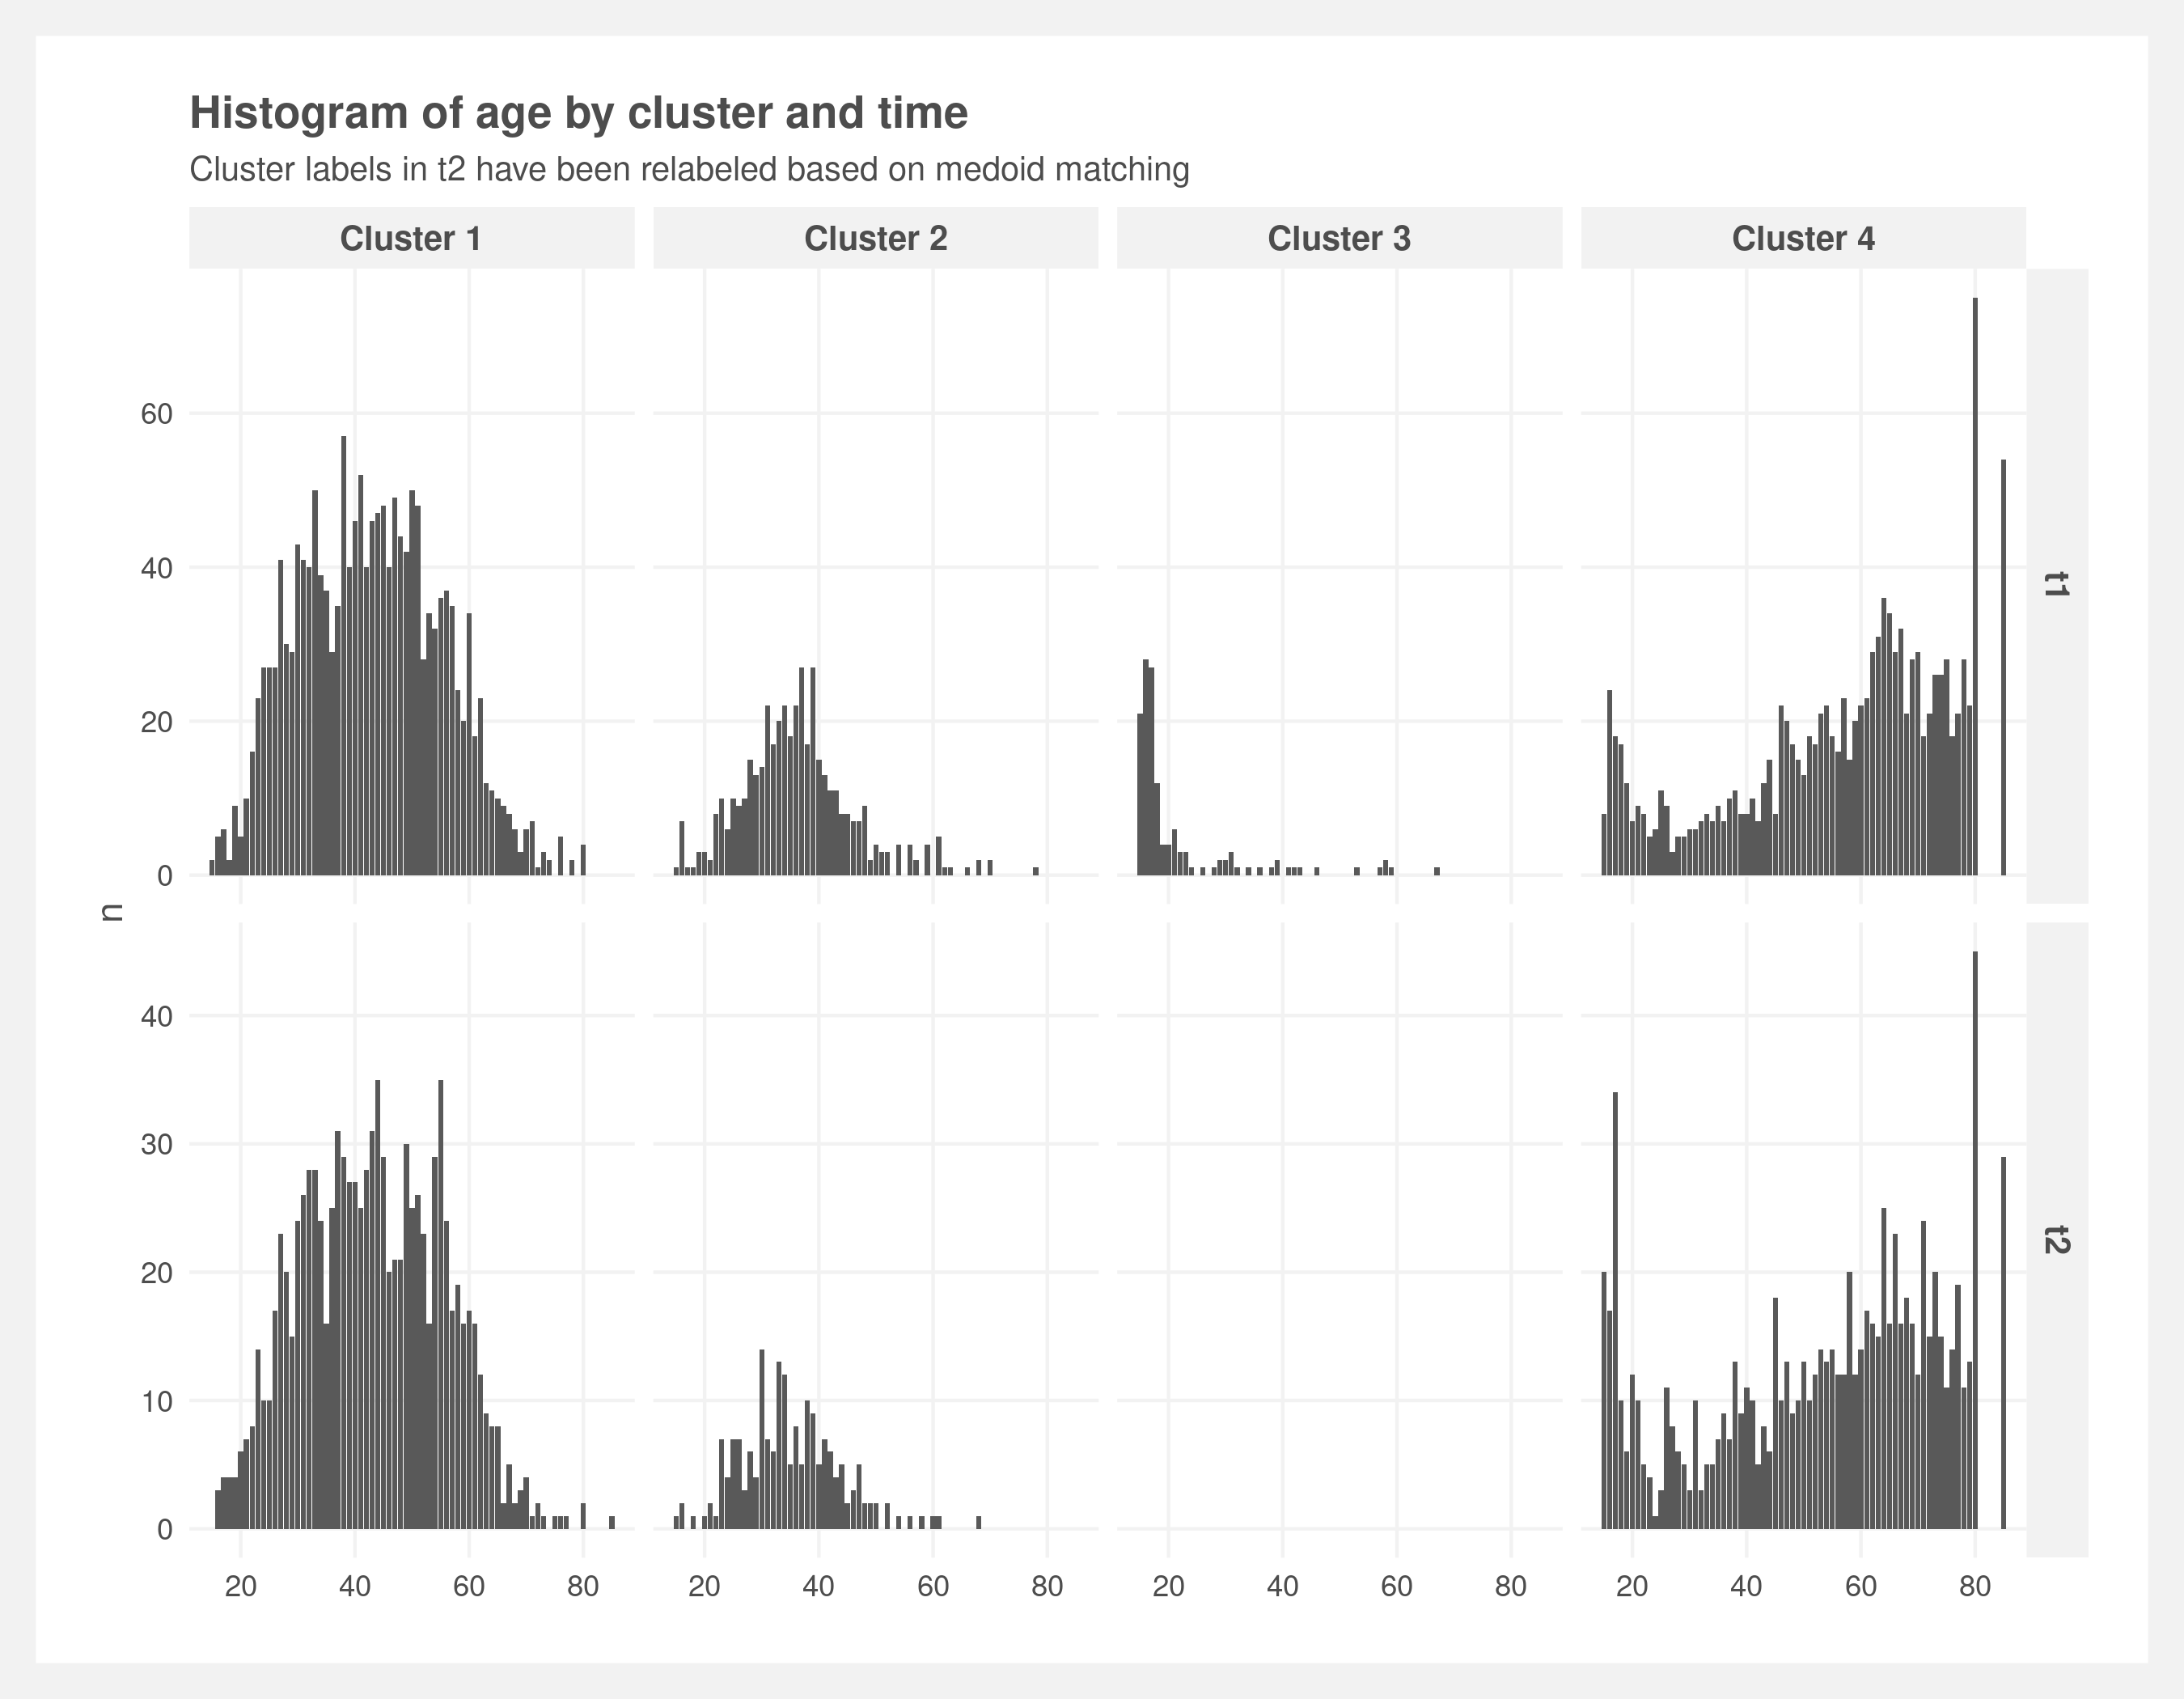 Histogram of age by cluster and time
Cluster labels in t2 have been relabeled based on medoid matching
Cluster 1
Cluster 2
Cluster 3
Cluster 4
60
40
20
0
t1
n
40
30
20
10
0
t2
20 40 60 80
20 40 60 80
20 40 60 80
20 40 60 80